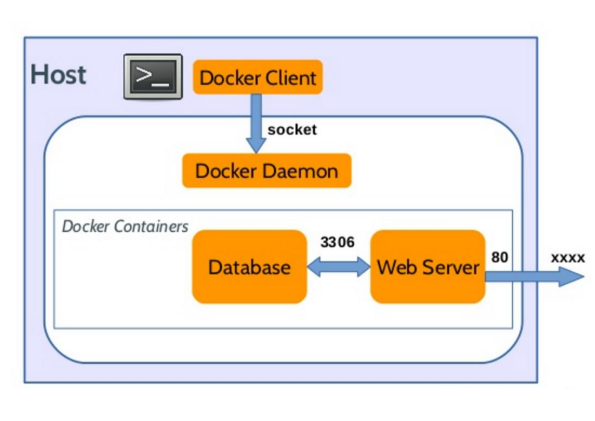 Host
>_
Docker Client
socket
Docker Daemon
Docker Containers
Database
3306
Web Server
80
xxxx